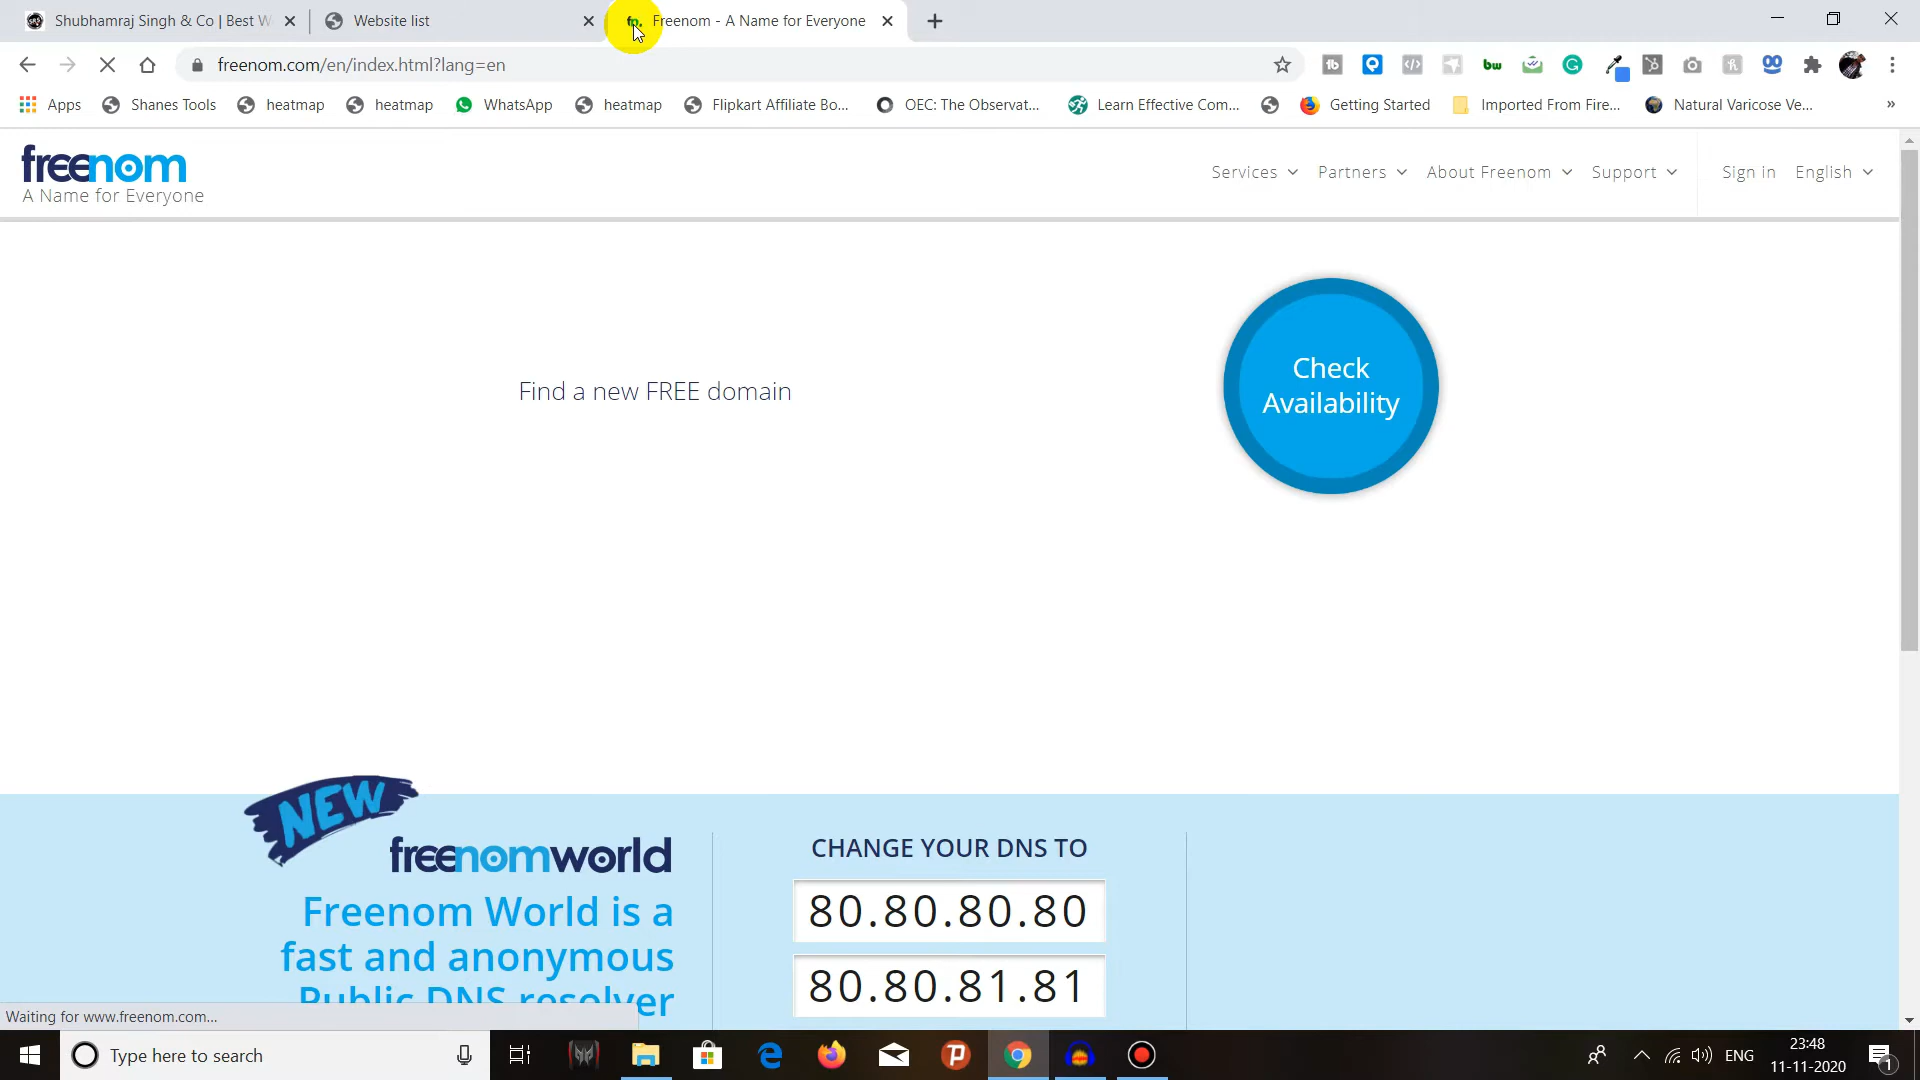 Shubhamraj Singh & Co | Best W
Website list
Freenom - A Name for Everyone
freenom.com/en/index.html?lang=en
Apps
Shanes Tools
heatmap
heatmap
WhatsApp
heatmap
Flipkart Affiliate Bo...
OEC: The Observat...
Learn Effective Com...
Getting Started
Imported From Fire...
Natural Varicose Ve...
»
freenom
A Name for Everyone
Services
Partners
About Freenom
Support
Sign in
English
Find a new FREE domain
Check
Availability
NEW
freenomworld
Freenom World is a
fast and anonymous
Public DNS resolver
CHANGE YOUR DNS TO
80.80.80.80
80.80.81.81
Waiting for www.freenom.com...
Type here to search
ENG
23:48
11-11-2020
1